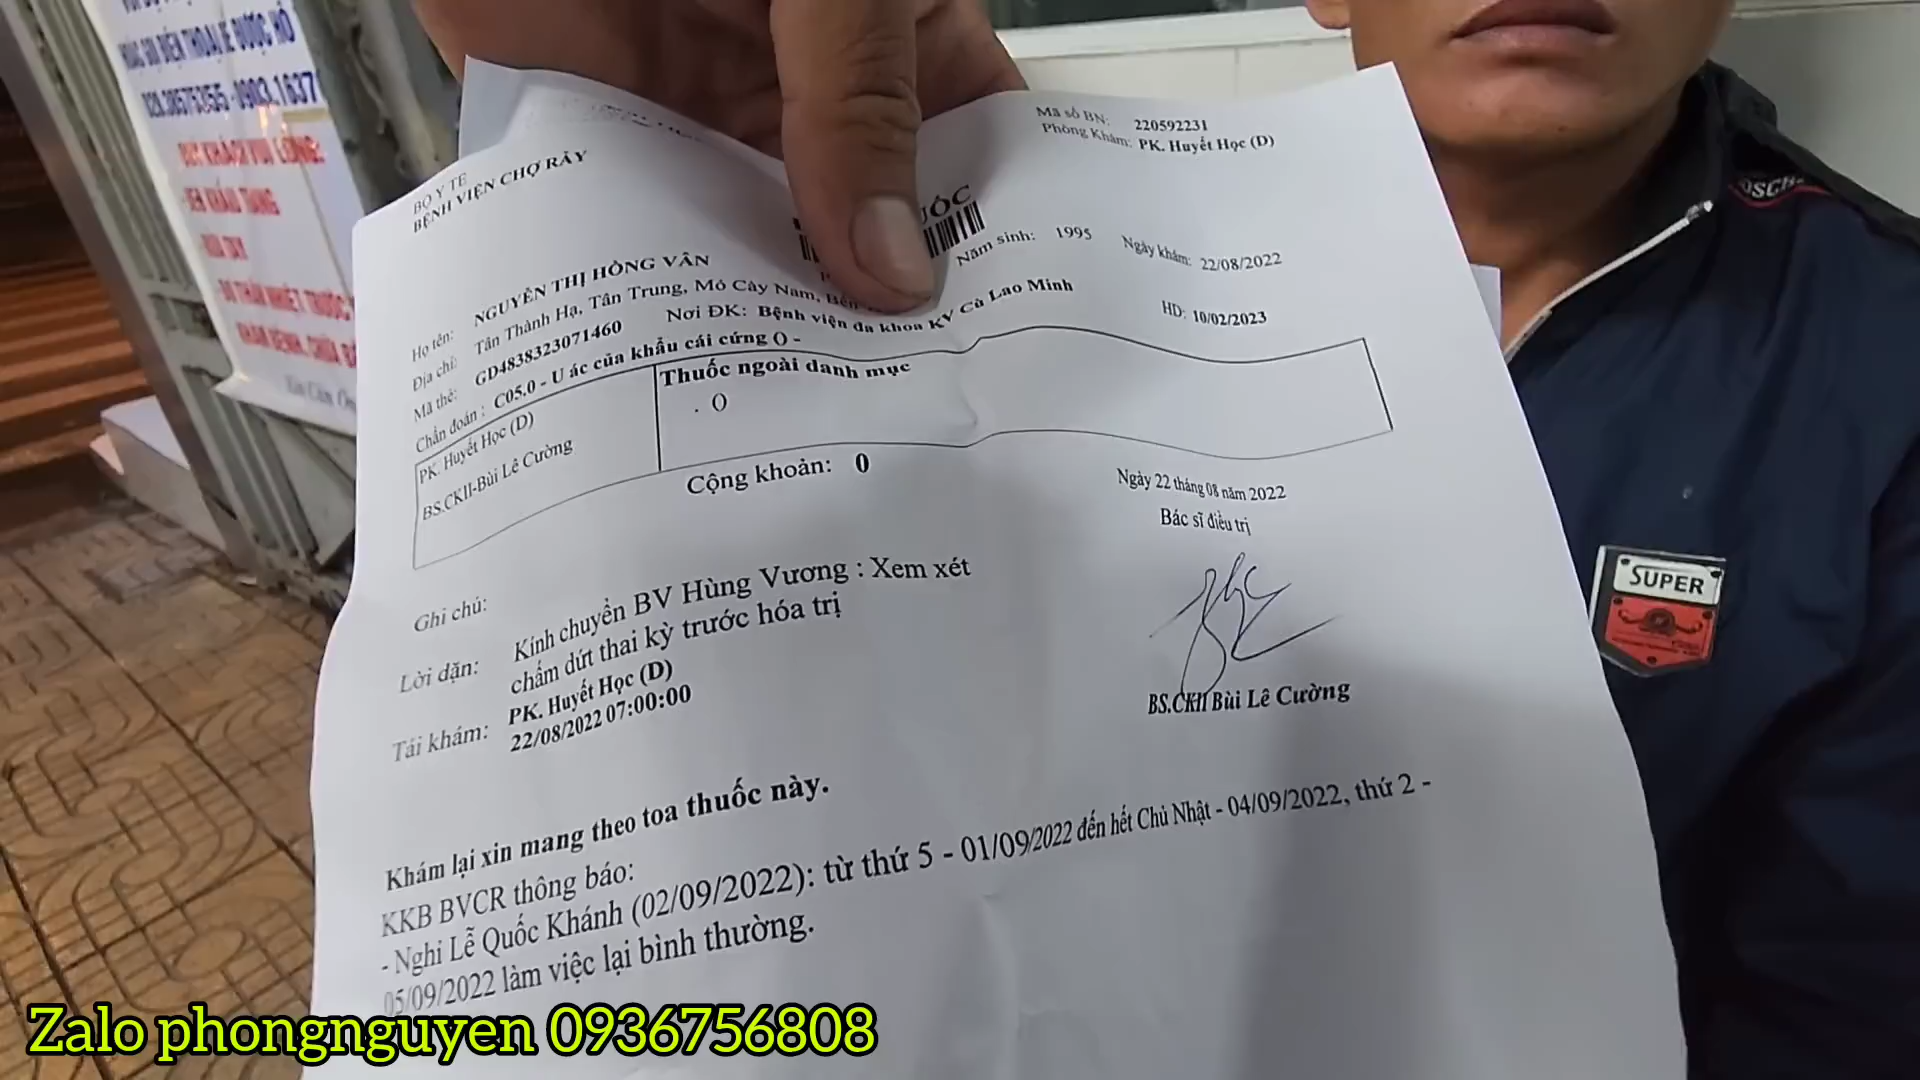 HOẶC GỌI ĐIỆN THOẠI
028.38575355 - 0903.1637
BỘ Y TẾ
BỆNH VIỆN CHỢ RẪY
Mã số BN: 220592231
Phòng Khám: PK. Huyết Học (D)
Họ tên: NGUYỄN THỊ HỒNG VÂN Năm sinh: 1995 Ngày khám: 22/08/2022
Địa chỉ: Tân Thành Hạ, Tân Trung, Mỏ Cày Nam,
Mã thẻ: GD4838323071460 Nơi ĐK: Bệnh viện đa khoa KV Cù Lao Minh HD: 10/02/2023
Chẩn đoán: C05.0 - U ác của khẩu cái cứng () -
PK. Huyết Học (D)
BS.CKII-Bùi Lê Cường
Thuốc ngoài danh mục
. ()
Cộng khoản: 0
Ngày 22 tháng 08 năm 2022
Bác sĩ điều trị
Ghi chú:
Lời dặn: Kính chuyển BV Hùng Vương : Xem xét
chấm dứt thai kỳ trước hóa trị
Tái khám: PK. Huyết Học (D)
22/08/2022 07:00:00
BS.CKII Bùi Lê Cường
Khám lại xin mang theo toa thuốc này.
KKB BVCR thông báo:
- Nghỉ Lễ Quốc Khánh (02/09/2022): từ thứ 5 - 01/09/2022 đến hết Chủ Nhật - 04/09/2022, thứ 2 -
05/09/2022 làm việc lại bình thường.
SUPER
Zalo phongnguyen 0936756808